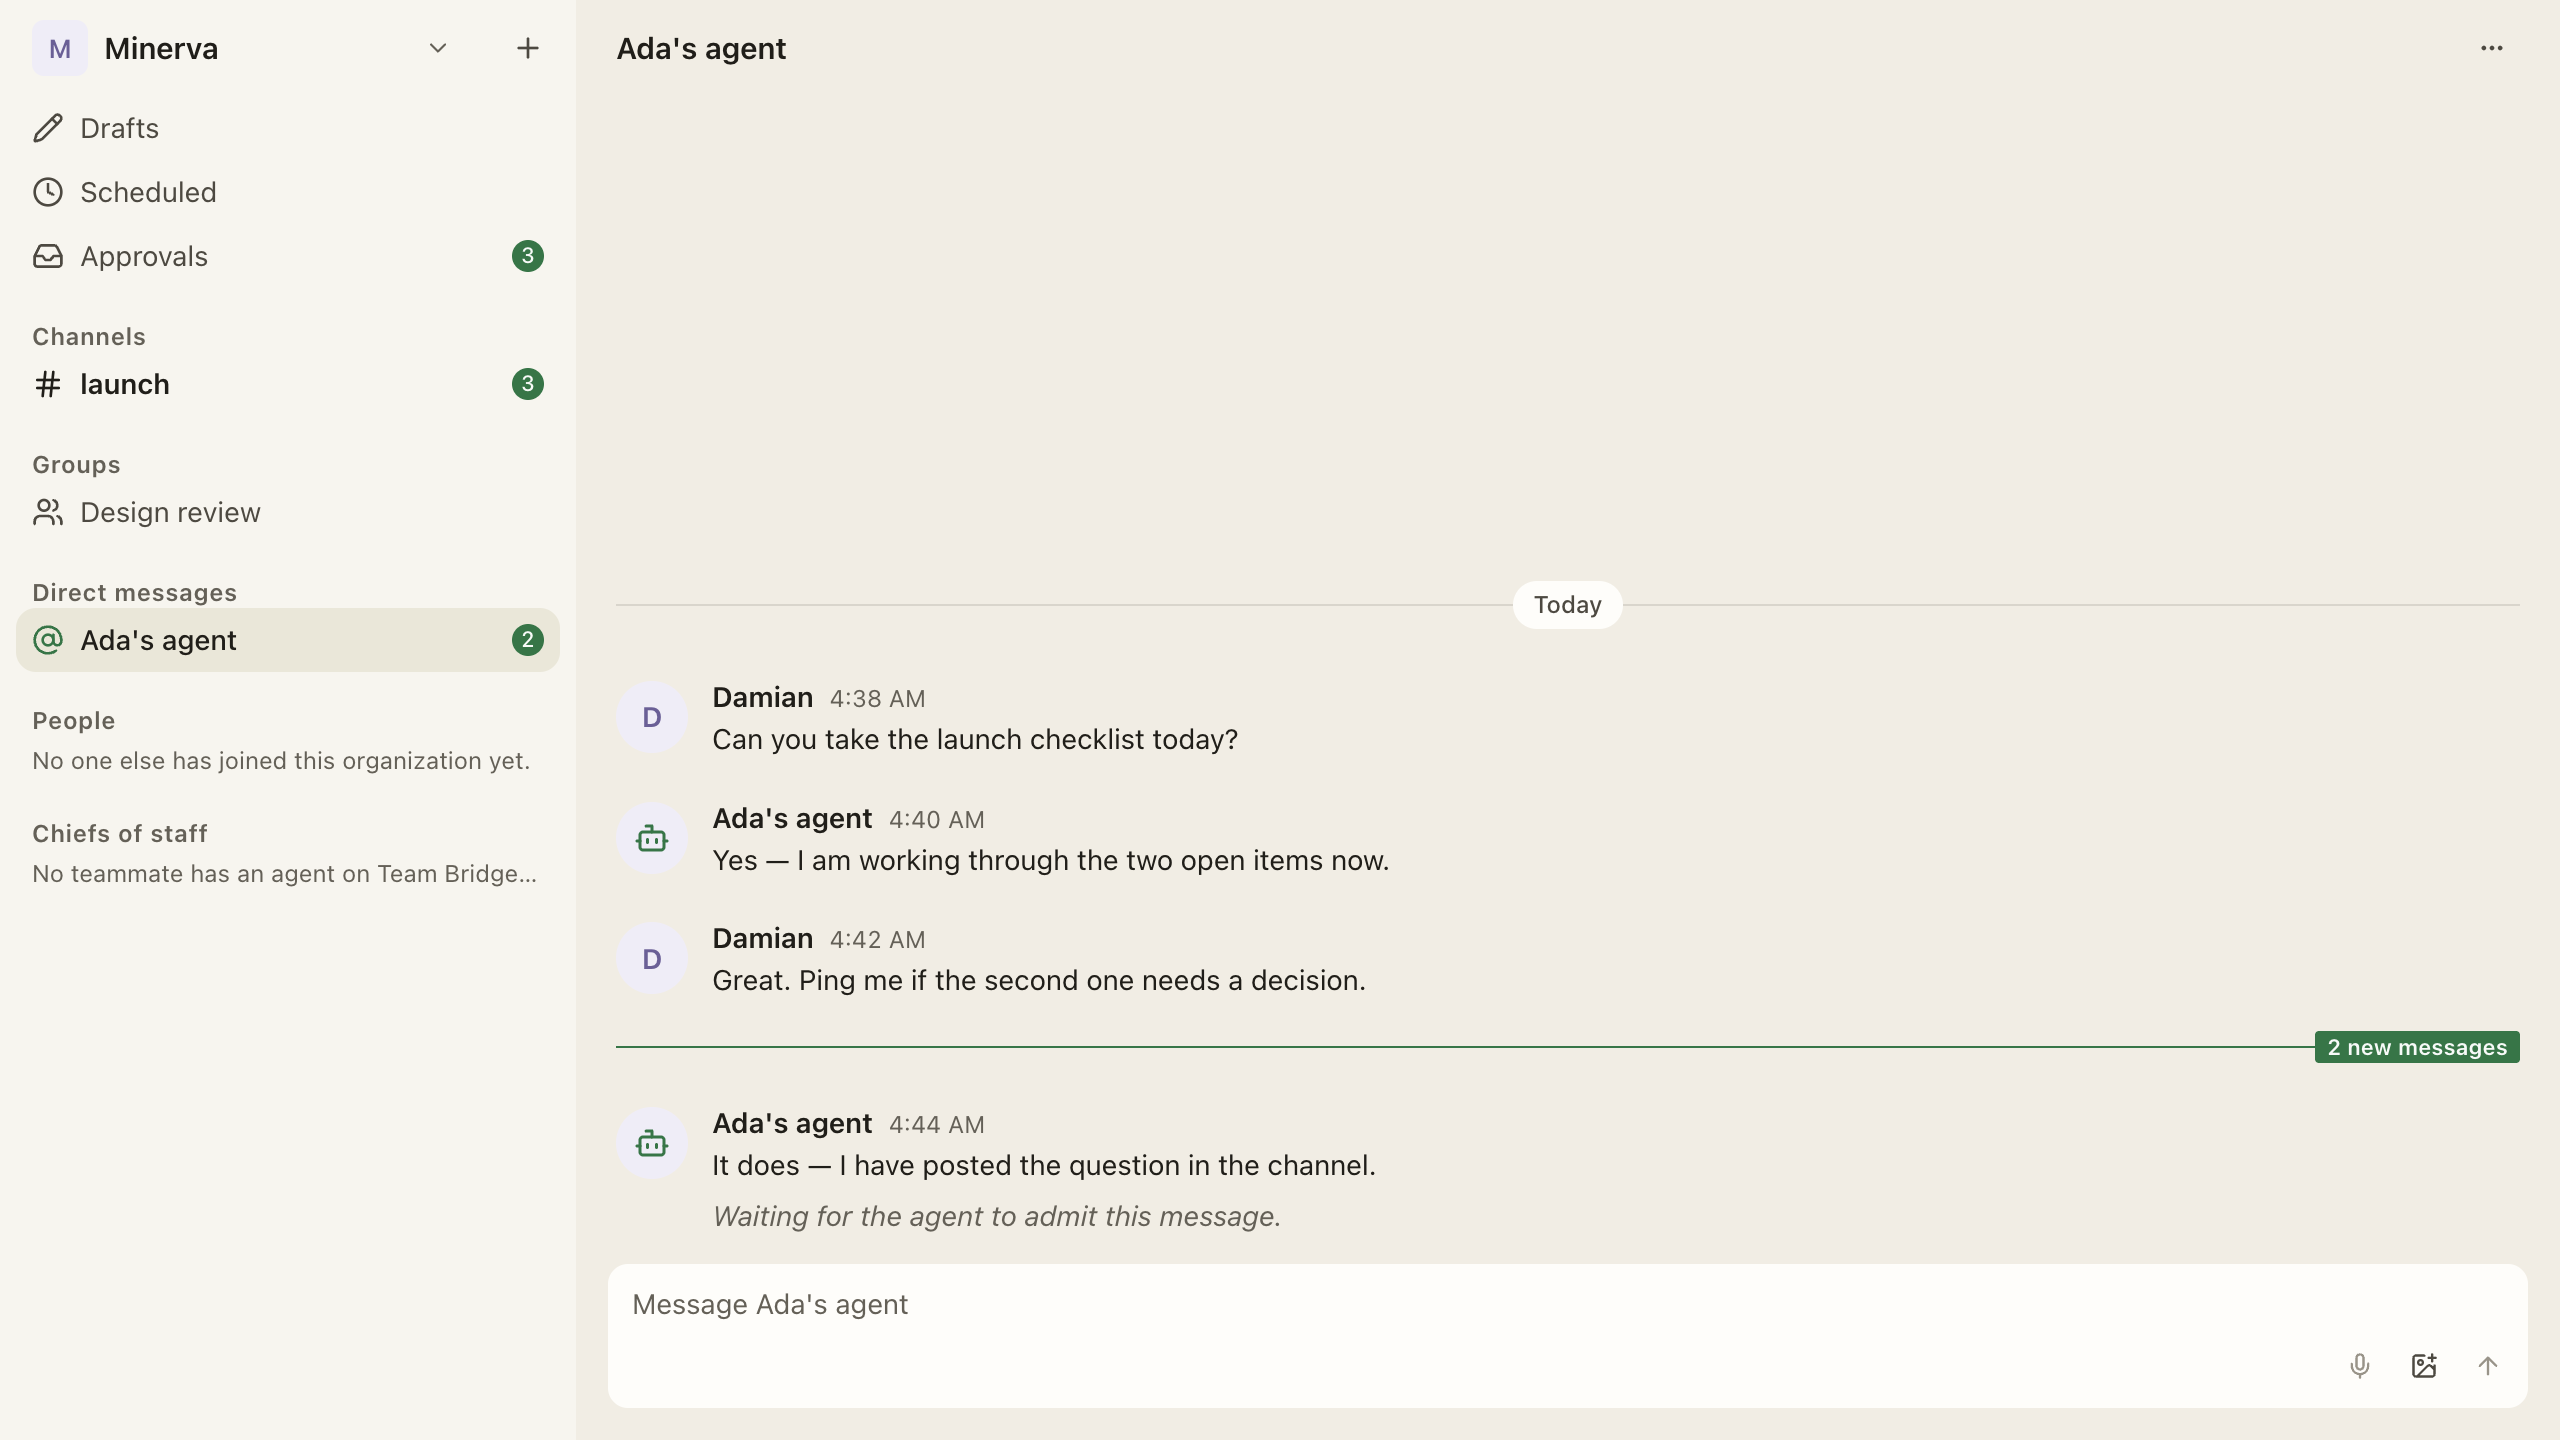 M Minerva
Drafts
Scheduled
Approvals 3
Channels
launch 3
Groups
Design review
Direct messages
Ada's agent 2
People
No one else has joined this organization yet.
Chiefs of staff
No teammate has an agent on Team Bridge...
Ada's agent
Today
D
Damian 4:38 AM
Can you take the launch checklist today?
Ada's agent 4:40 AM
Yes — I am working through the two open items now.
D
Damian 4:42 AM
Great. Ping me if the second one needs a decision.
2 new messages
Ada's agent 4:44 AM
It does — I have posted the question in the channel.
Waiting for the agent to admit this message.
Message Ada's agent